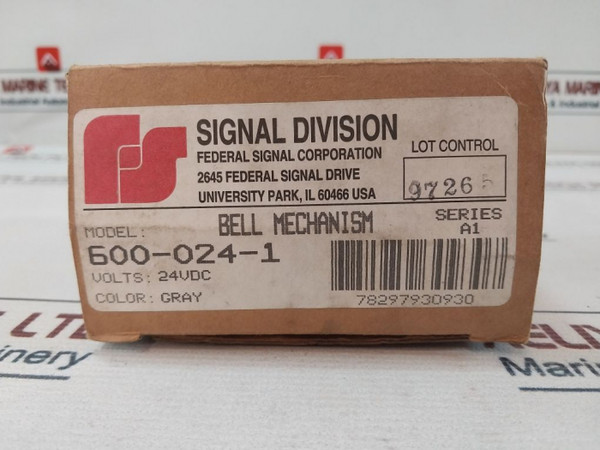 SIGNAL DIVISION
FEDERAL SIGNAL CORPORATION
2645 FEDERAL SIGNAL DRIVE
UNIVERSITY PARK, IL 60466 USA
LOT CONTROL
97265
BELL MECHANISM
SERIES
A1
MODEL:
600-024-1
VOLTS: 24VDC
COLOR: GRAY
78297930930